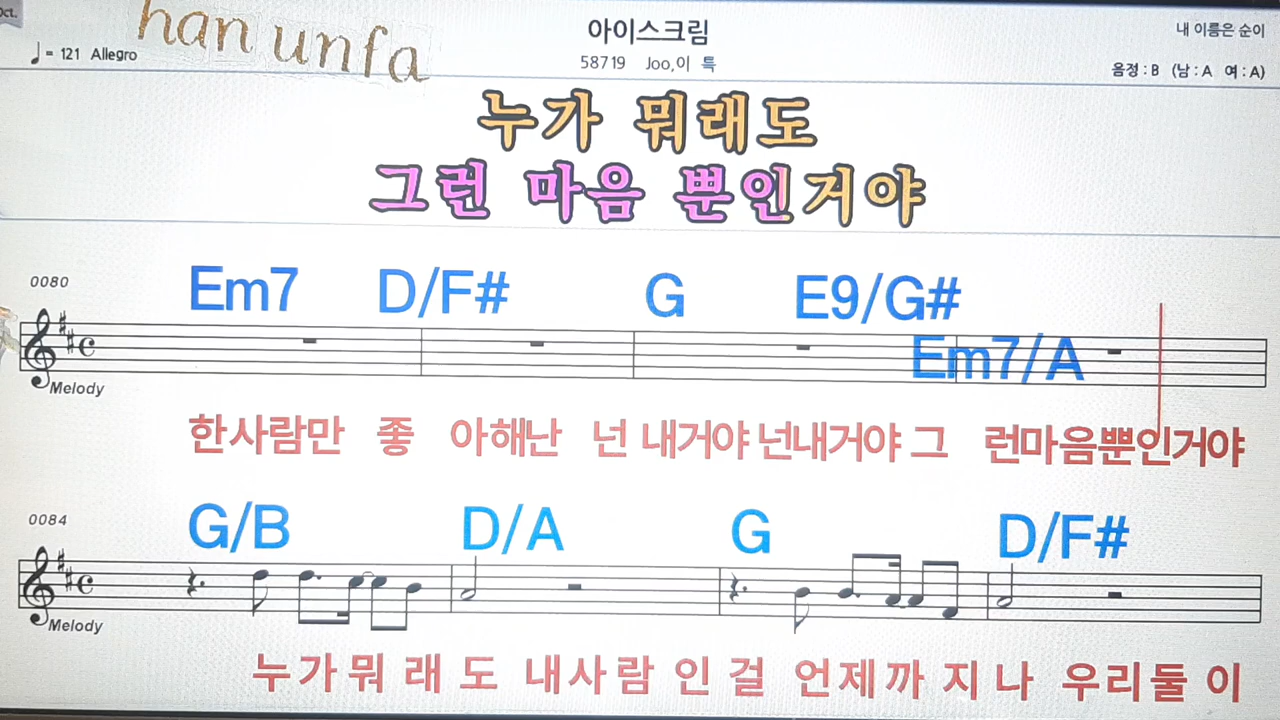 Oct.
han unfa
♩= 121 Allegro
아이스크림
58719 Joo,이 특
내 이름은 순이
음정 : B (남 : A 여 : A)
누가 뭐래도
그런 마음 뿐인거야
0080
Em7 D/F# G E9/G#
Em7/A
Melody
한사람만 좋 아해난 넌 내거야 넌내거야 그 런마음뿐인거야
0084
G/B D/A G D/F#
Melody
누가뭐 래 도 내사람 인 걸 언제까 지 나 우리둘 이